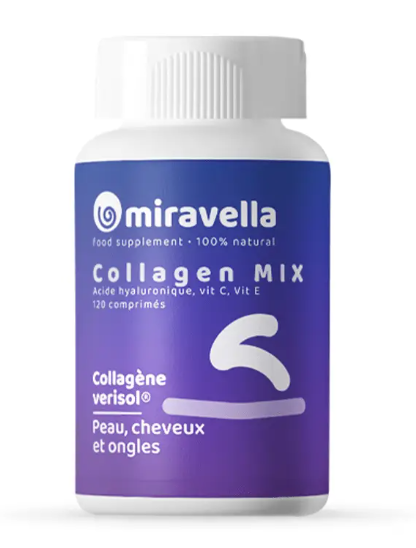 miravella
food supplement • 100% natural
Collagen MIX
Acide hyaluronique, vit C, Vit E
120 comprimés
Collagène
verisol®
Peau, cheveux
et ongles